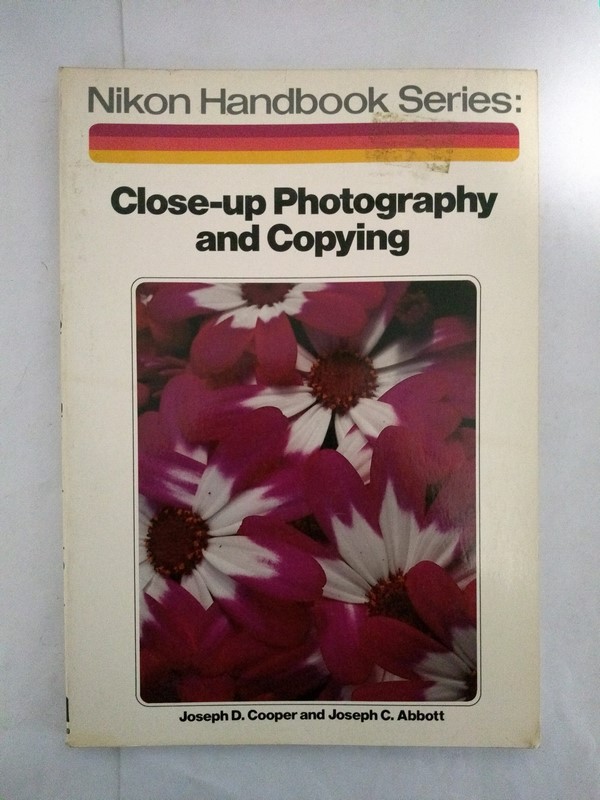 Nikon Handbook Series:
Close-up Photography
and Copying
Joseph D. Cooper and Joseph C. Abbott